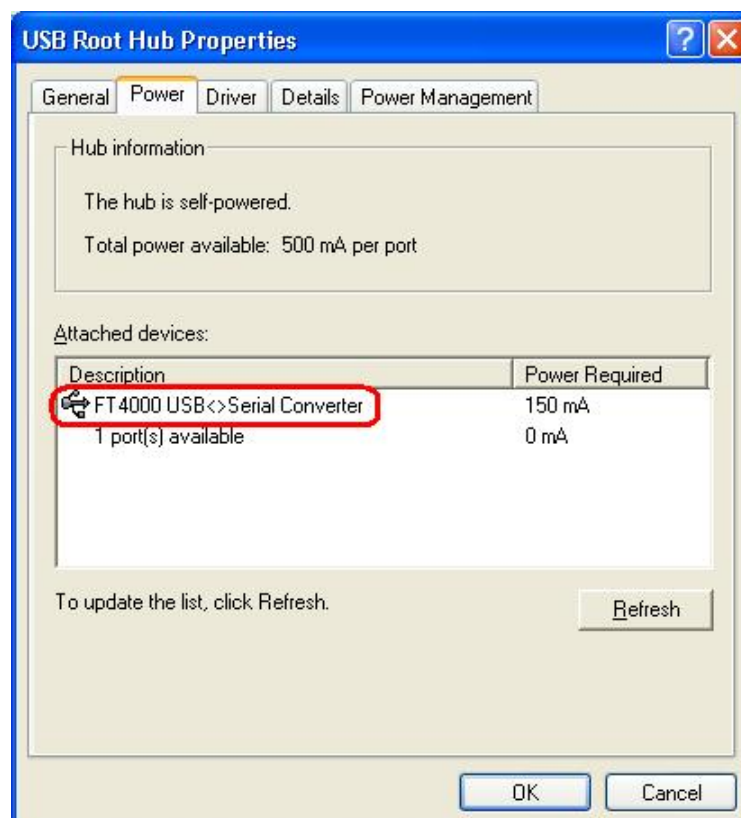 USB Root Hub Properties
General Power Driver Details Power Management
Hub information
The hub is self-powered.
Total power available: 500 mA per port
Attached devices:
Description Power Required
FT4000 USB<>Serial Converter 150 mA
1 port(s) available 0 mA
To update the list, click Refresh.
Refresh
OK Cancel